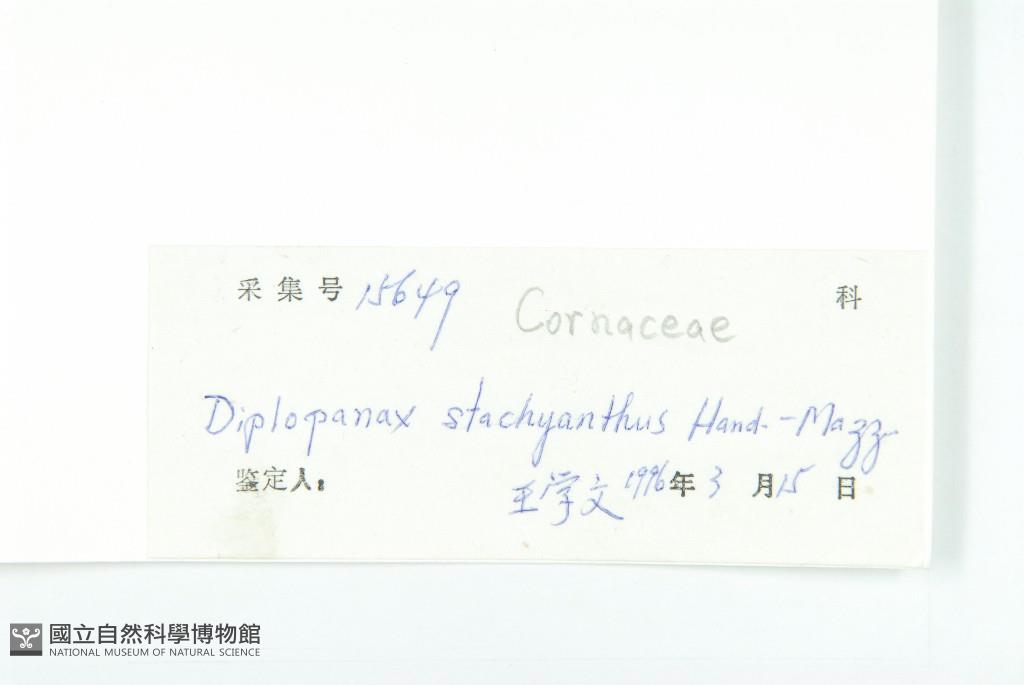 采集号 15649 Cornaceae 科
Diplopanax stachyanthus Hand.-Mazz
鉴定人: 王学文 1996年3月15日
國立自然科學博物館
NATIONAL MUSEUM OF NATURAL SCIENCE